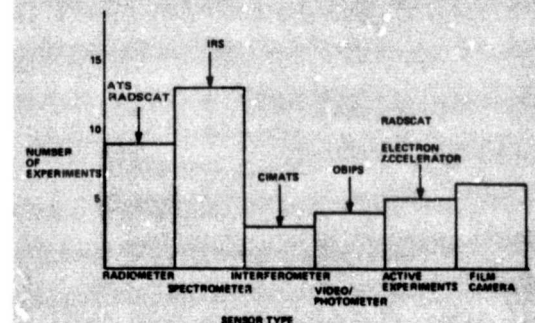 IRS
15
ATS
RADSCAT
10
RADSCAT
NUMBER
OF
EXPERIMENTS
ELECTRON
ACCELERATOR
CIMATS
OBIPS
5
RADIOMETER
INTERFEROMETER
ACTIVE
EXPERIMENTS
FILM
CAMERA
SPECTROMETER
VIDEO/
PHOTOMETER
SENSOR TYPE